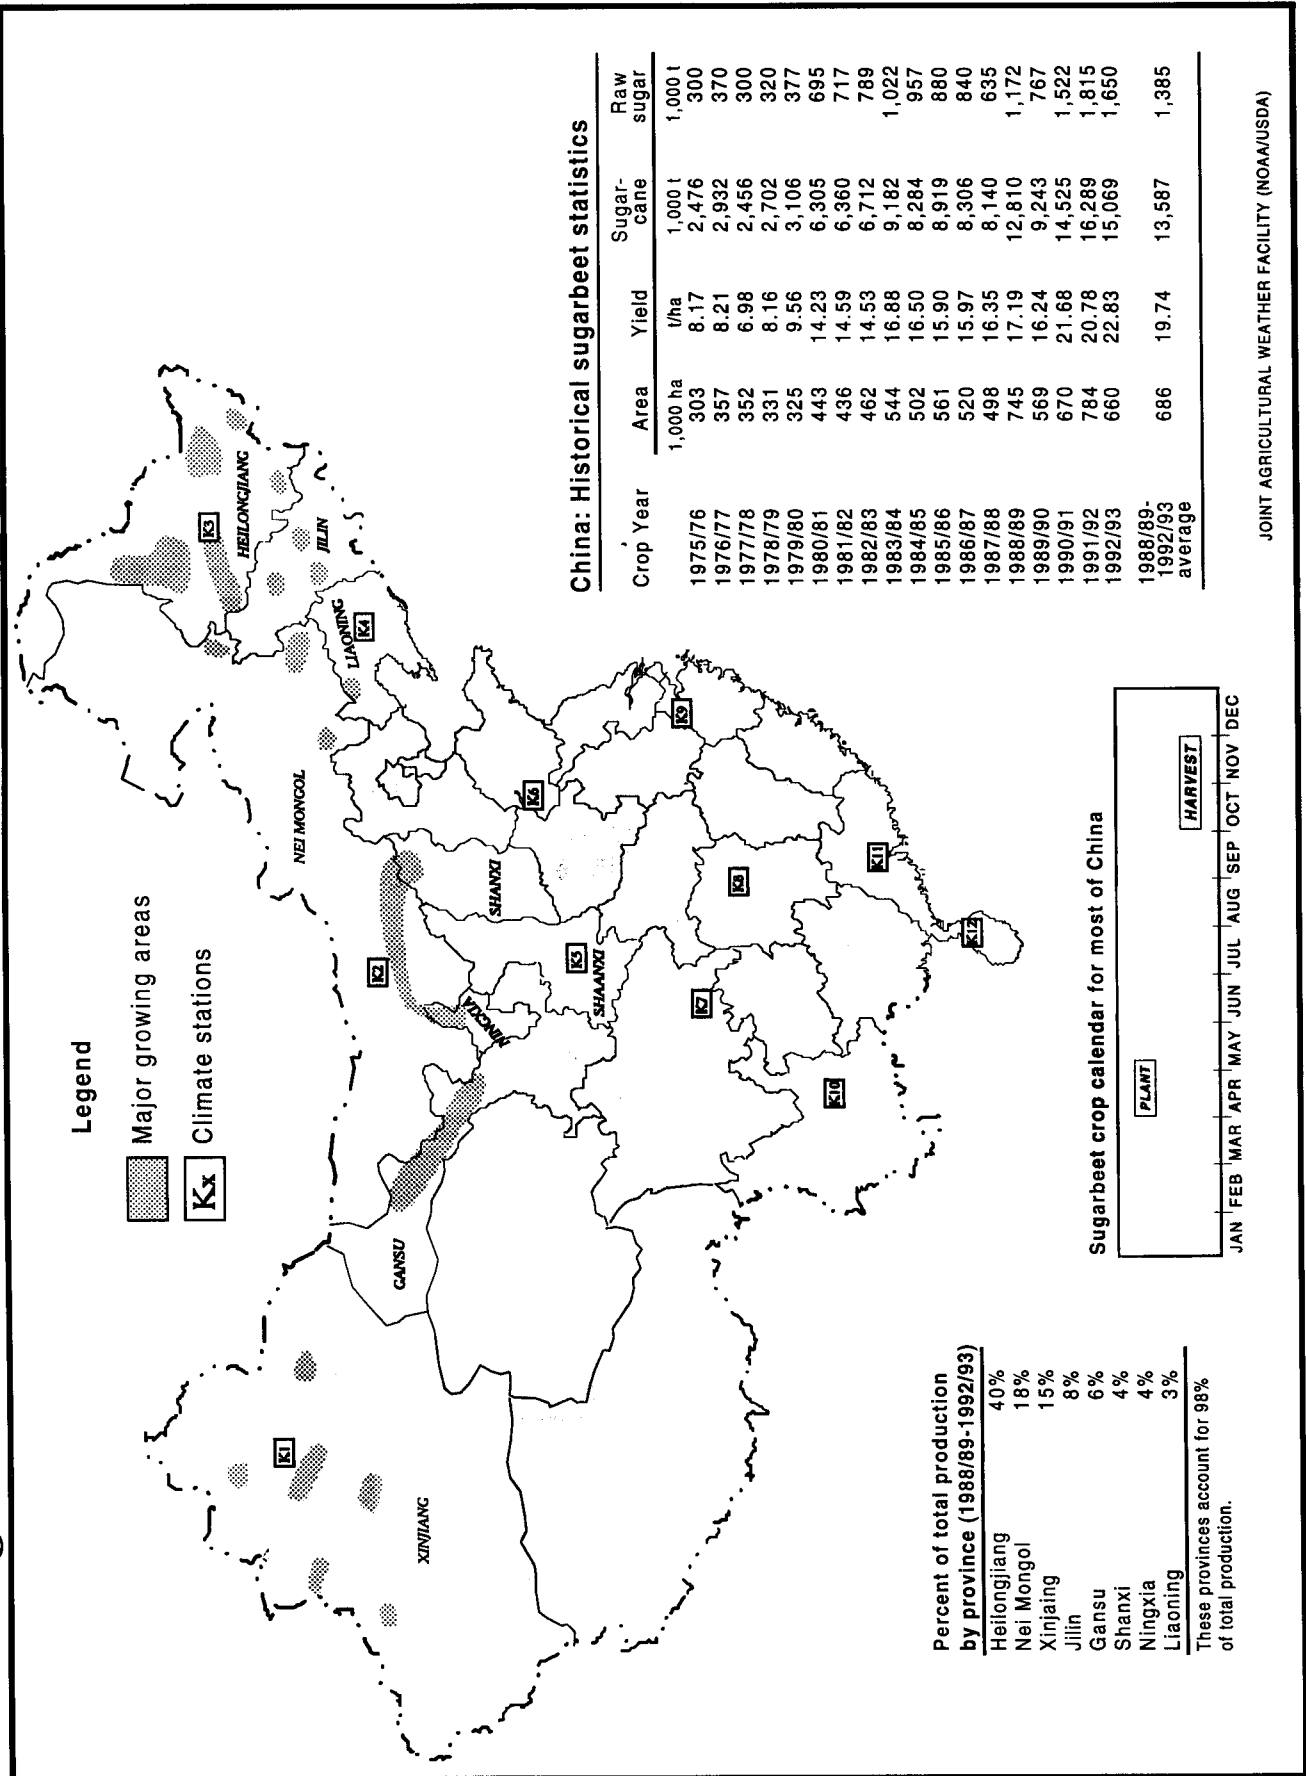 Legend
Major growing areas
Kx Climate stations
K1
XINJIANG
GANSU
K2
NEI MONGOL
NINGXIA
K3
HEILONGJIANG
JILIN
LIAONING
K4
SHANXI
K5
SHAANXI
K6
K7
K8
K9
K10
K11
K12
Percent of total production
by province (1988/89-1992/93)
Heilongjiang 40%
Nei Mongol 18%
Xinjaing 15%
Jilin 8%
Gansu 6%
Shanxi 4%
Ningxia 4%
Liaoning 3%
These provinces account for 98%
of total production.
Sugarbeet crop calendar for most of China
PLANT
HARVEST
JAN FEB MAR APR MAY JUN JUL AUG SEP OCT NOV DEC
China: Historical sugarbeet statistics
Crop Year Area Yield Sugar-cane Raw sugar
1,000 ha t/ha 1,000 t 1,000 t
1975/76 303 8.17 2,476 300
1976/77 357 8.21 2,932 370
1977/78 352 6.98 2,456 300
1978/79 331 8.16 2,702 320
1979/80 325 9.56 3,106 377
1980/81 443 14.23 6,305 695
1981/82 436 14.59 6,360 717
1982/83 462 14.53 6,712 789
1983/84 544 16.88 9,182 1,022
1984/85 502 16.50 8,284 957
1985/86 561 15.90 8,919 880
1986/87 520 15.97 8,306 840
1987/88 498 16.35 8,140 635
1988/89 745 17.19 12,810 1,172
1989/90 569 16.24 9,243 767
1990/91 670 21.68 14,525 1,522
1991/92 784 20.78 16,289 1,815
1992/93 660 22.83 15,069 1,650
1988/89-
1992/93 686 19.74 13,587 1,385
average
JOINT AGRICULTURAL WEATHER FACILITY (NOAA/USDA)